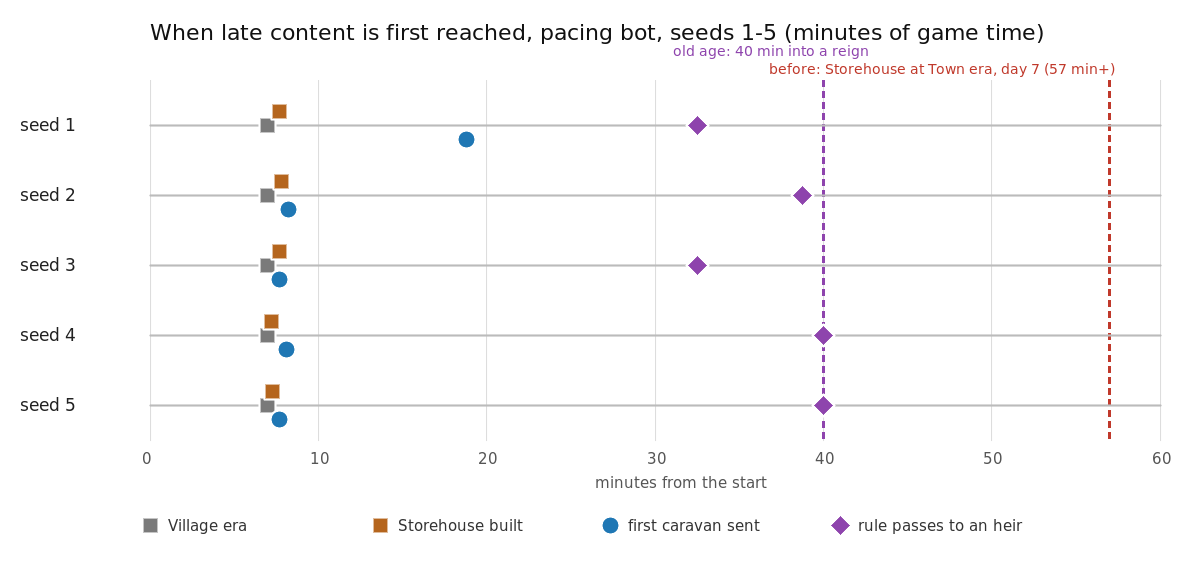 When late content is first reached, pacing bot, seeds 1-5 (minutes of game time)
old age: 40 min into a reign
before: Storehouse at Town era, day 7 (57 min+)
seed 1
seed 2
seed 3
seed 4
seed 5
0 10 20 30 40 50 60
minutes from the start
Village era Storehouse built first caravan sent rule passes to an heir